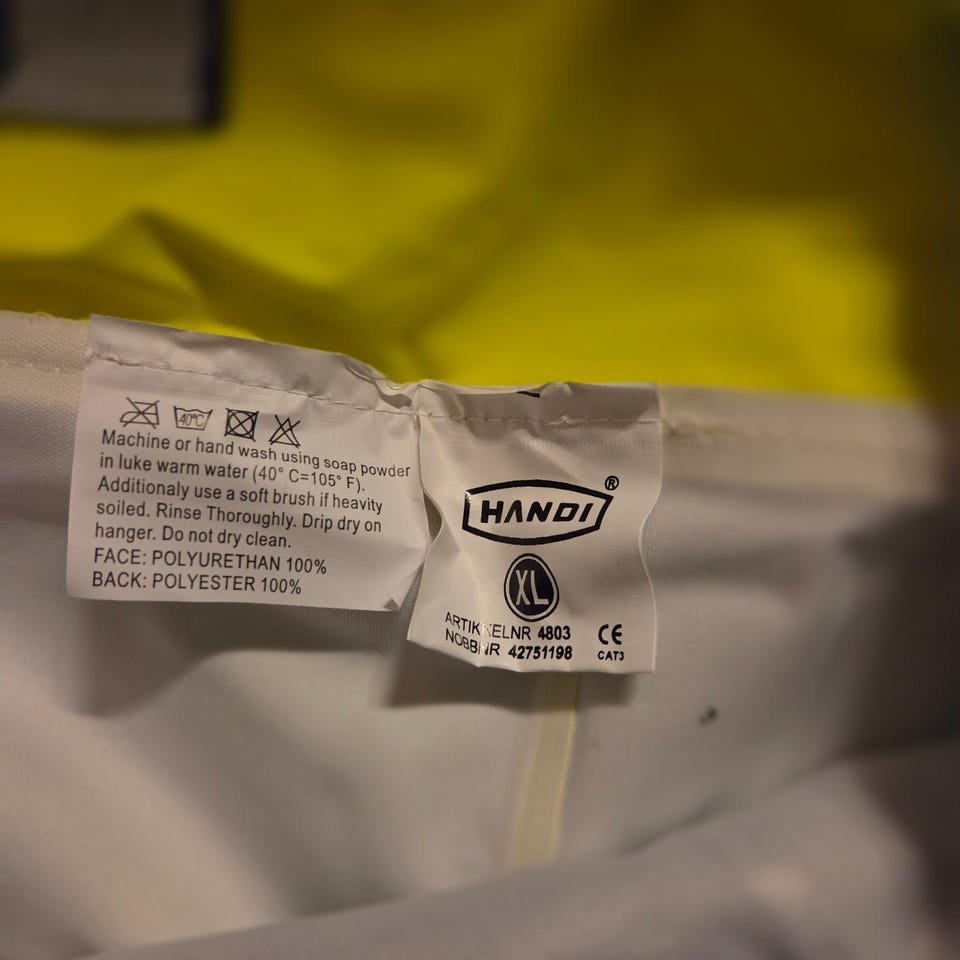 40°C
Machine or hand wash using soap powder
in luke warm water (40° C=105° F).
Additionaly use a soft brush if heavity
soiled. Rinse Thoroughly. Drip dry on
hanger. Do not dry clean.
FACE: POLYURETHAN 100%
BACK: POLYESTER 100%
HANDI®
XL
ARTIKKELNR 4803
NOBBNR 42751198
CE
CAT3